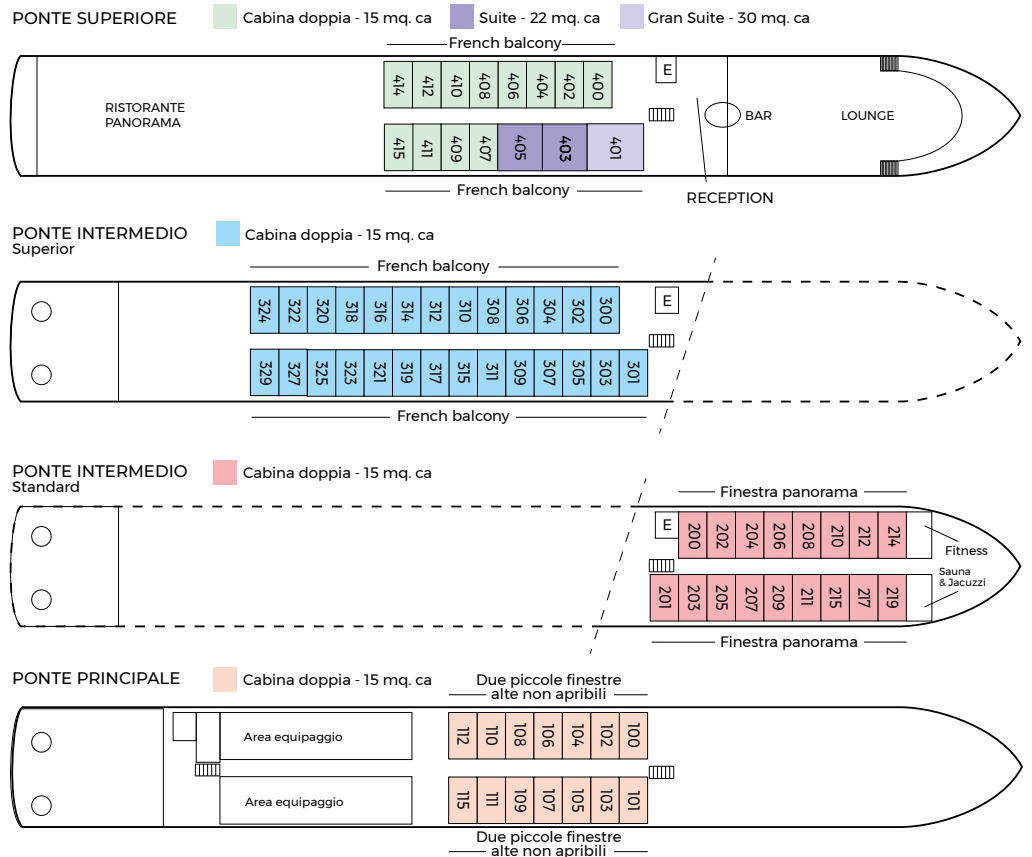 PONTE SUPERIORE
Cabina doppia - 15 mq. ca
Suite - 22 mq. ca
Gran Suite - 30 mq. ca
French balcony
414 412 410 408 406 404 402 400
E
RISTORANTE
PANORAMA
BAR
LOUNGE
415 411 409 407 405 403 401
French balcony
RECEPTION
PONTE INTERMEDIO
Superior
Cabina doppia - 15 mq. ca
French balcony
324 322 320 318 316 314 312 310 308 306 304 302 300
E
329 327 325 323 321 319 317 315 311 309 307 305 303 301
French balcony
PONTE INTERMEDIO
Standard
Cabina doppia - 15 mq. ca
Finestra panorama
E
200 202 204 206 208 210 212 214
Fitness
Sauna
& Jacuzzi
201 203 205 207 209 211 215 217 219
Finestra panorama
PONTE PRINCIPALE
Cabina doppia - 15 mq. ca
Due piccole finestre
alte non apribili
Area equipaggio
112 110 108 106 104 102 100
Area equipaggio
115 111 109 107 105 103 101
Due piccole finestre
alte non apribili